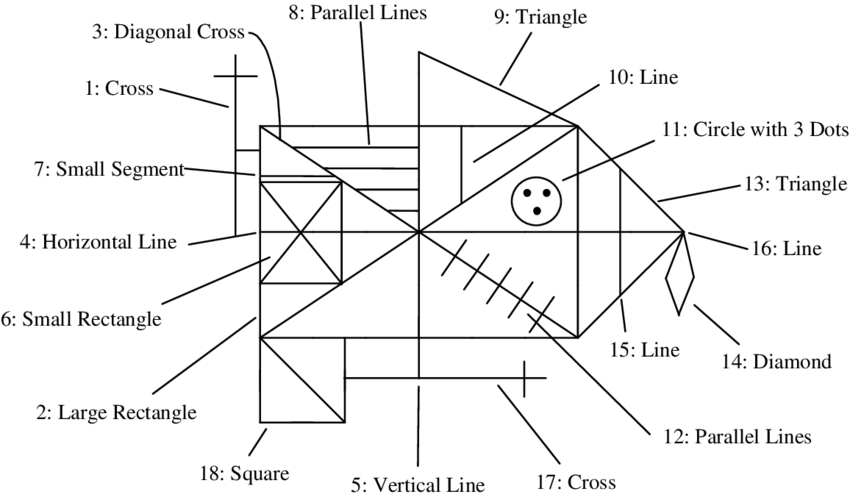 8: Parallel Lines
9: Triangle
3: Diagonal Cross
10: Line
1: Cross
11: Circle with 3 Dots
7: Small Segment
13: Triangle
4: Horizontal Line
16: Line
6: Small Rectangle
15: Line
14: Diamond
2: Large Rectangle
12: Parallel Lines
18: Square
5: Vertical Line
17: Cross